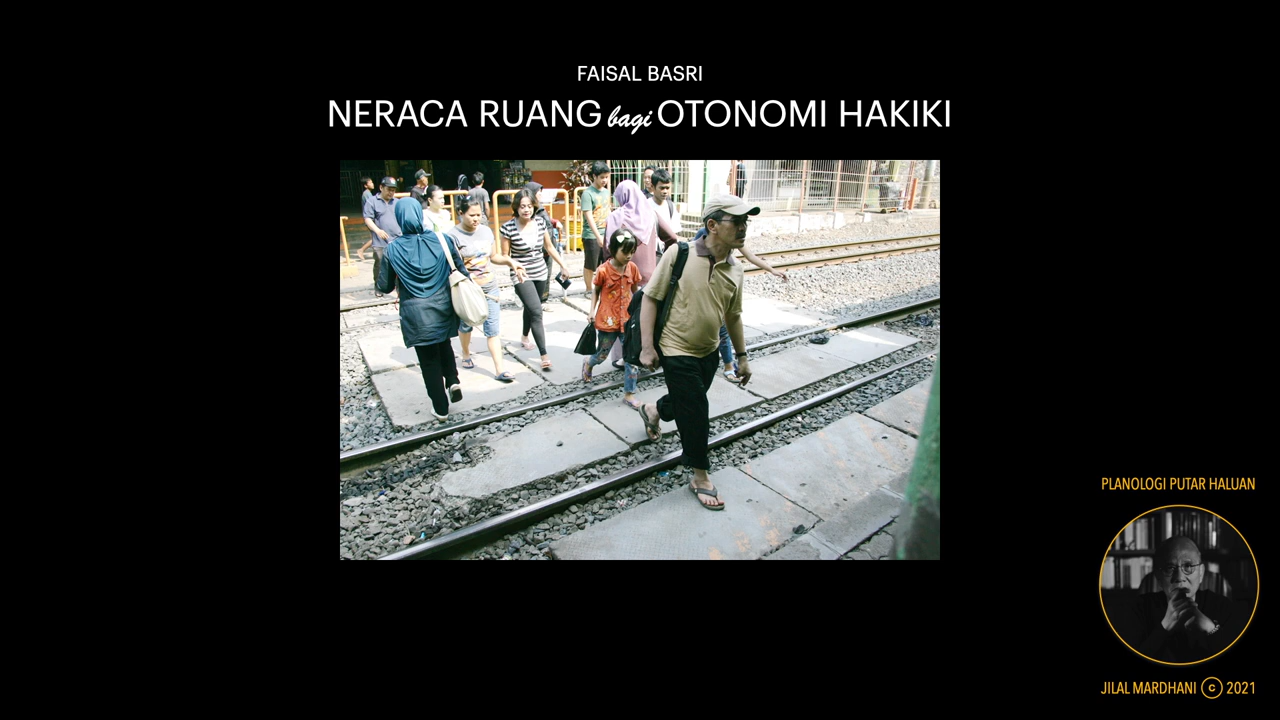 FAISAL BASRI
NERACA RUANG bagi OTONOMI HAKIKI
PLANOLOGI PUTAR HALUAN
JILAL MARDHANI © 2021